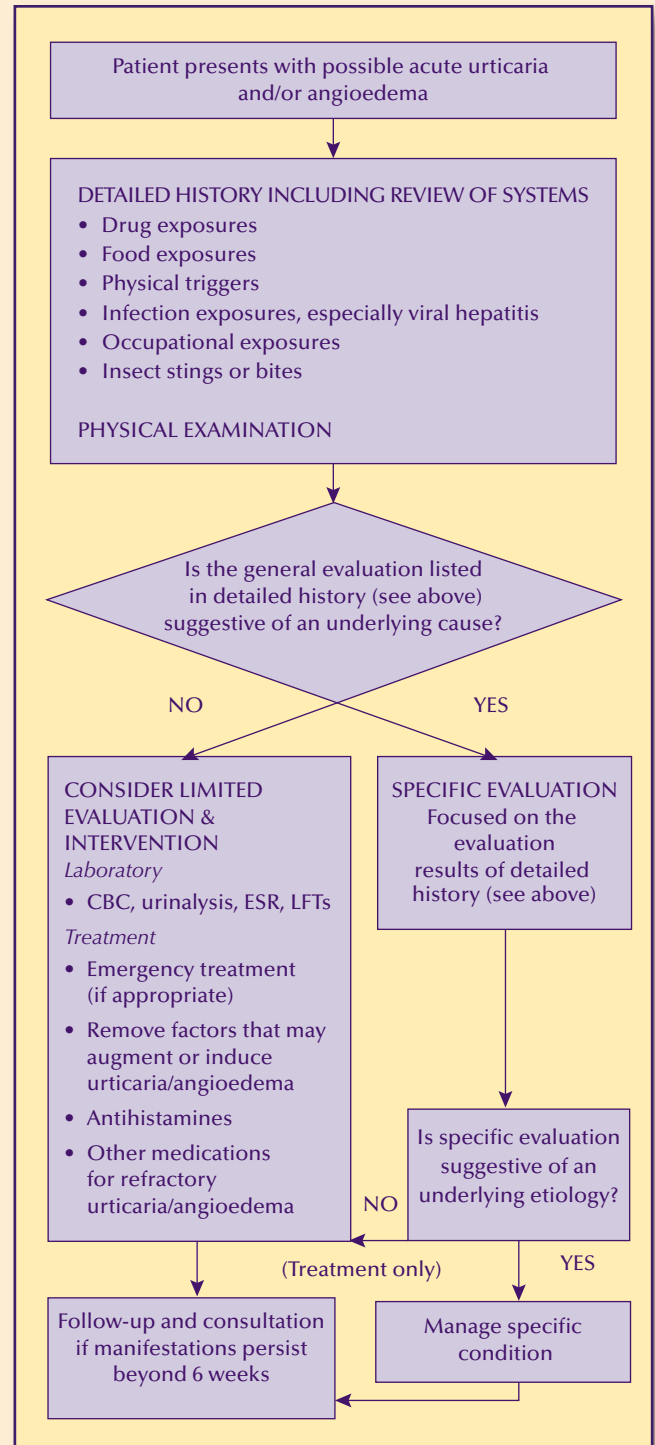 Patient presents with possible acute urticaria
and/or angioedema
DETAILED HISTORY INCLUDING REVIEW OF SYSTEMS
• Drug exposures
• Food exposures
• Physical triggers
• Infection exposures, especially viral hepatitis
• Occupational exposures
• Insect stings or bites
PHYSICAL EXAMINATION
Is the general evaluation listed
in detailed history (see above)
suggestive of an underlying cause?
NO
YES
CONSIDER LIMITED
EVALUATION &
INTERVENTION
Laboratory
• CBC, urinalysis, ESR, LFTs
Treatment
• Emergency treatment
(if appropriate)
• Remove factors that may
augment or induce
urticaria/angioedema
• Antihistamines
• Other medications
for refractory
urticaria/angioedema
SPECIFIC EVALUATION
Focused on the
evaluation
results of detailed
history (see above)
Is specific evaluation
suggestive of an
underlying etiology?
NO
(Treatment only)
YES
Follow-up and consultation
if manifestations persist
beyond 6 weeks
Manage specific
condition